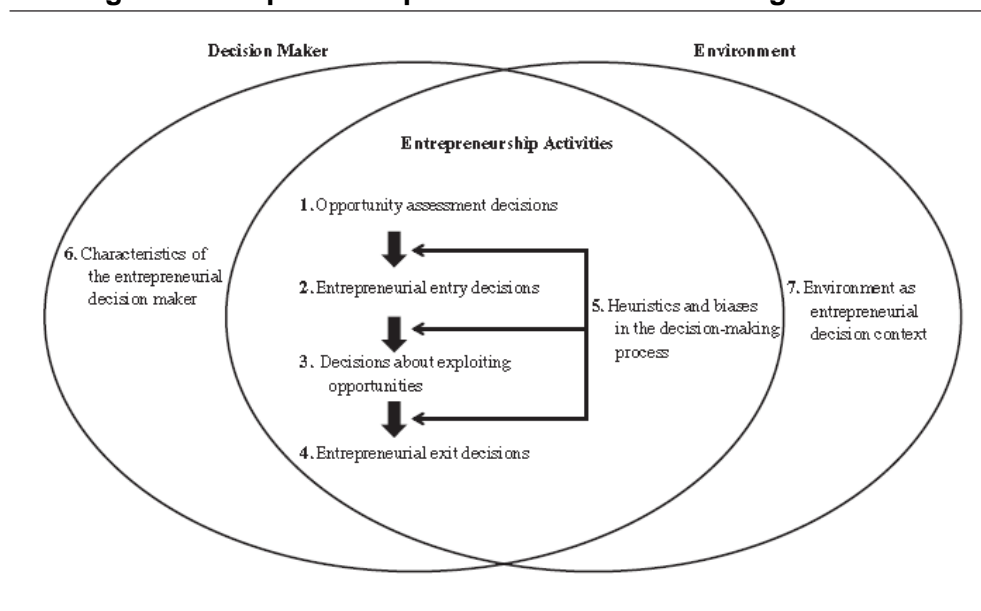 Decision Maker
Environment
Entrepreneurship Activities
1. Opportunity assessment decisions
6. Characteristics of
the entrepreneurial
decision maker
2. Entrepreneurial entry decisions
5. Heuristics and biases
in the decision-making
process
7. Environment as
entrepreneurial
decision context
3. Decisions about exploiting
opportunities
4. Entrepreneurial exit decisions